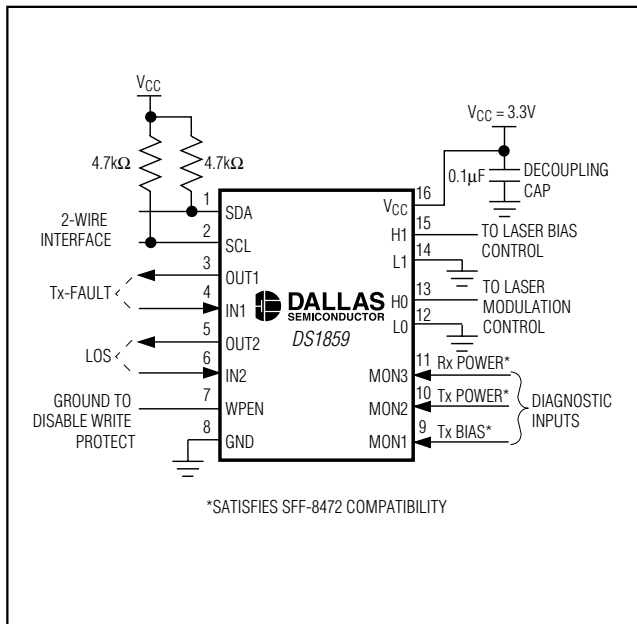 VCC
4.7kΩ
4.7kΩ
2-WIRE
INTERFACE
Tx-FAULT
LOS
GROUND TO
DISABLE WRITE
PROTECT
1
SDA
2
SCL
3
OUT1
4
IN1
5
OUT2
6
IN2
7
WPEN
8
GND
DALLAS
SEMICONDUCTOR
DS1859
VCC = 3.3V
0.1µF
DECOUPLING
CAP
16
VCC
15
H1
TO LASER BIAS
CONTROL
14
L1
13
H0
TO LASER
MODULATION
CONTROL
12
L0
11
MON3
Rx POWER*
10
MON2
Tx POWER*
9
MON1
Tx BIAS*
DIAGNOSTIC
INPUTS
*SATISFIES SFF-8472 COMPATIBILITY